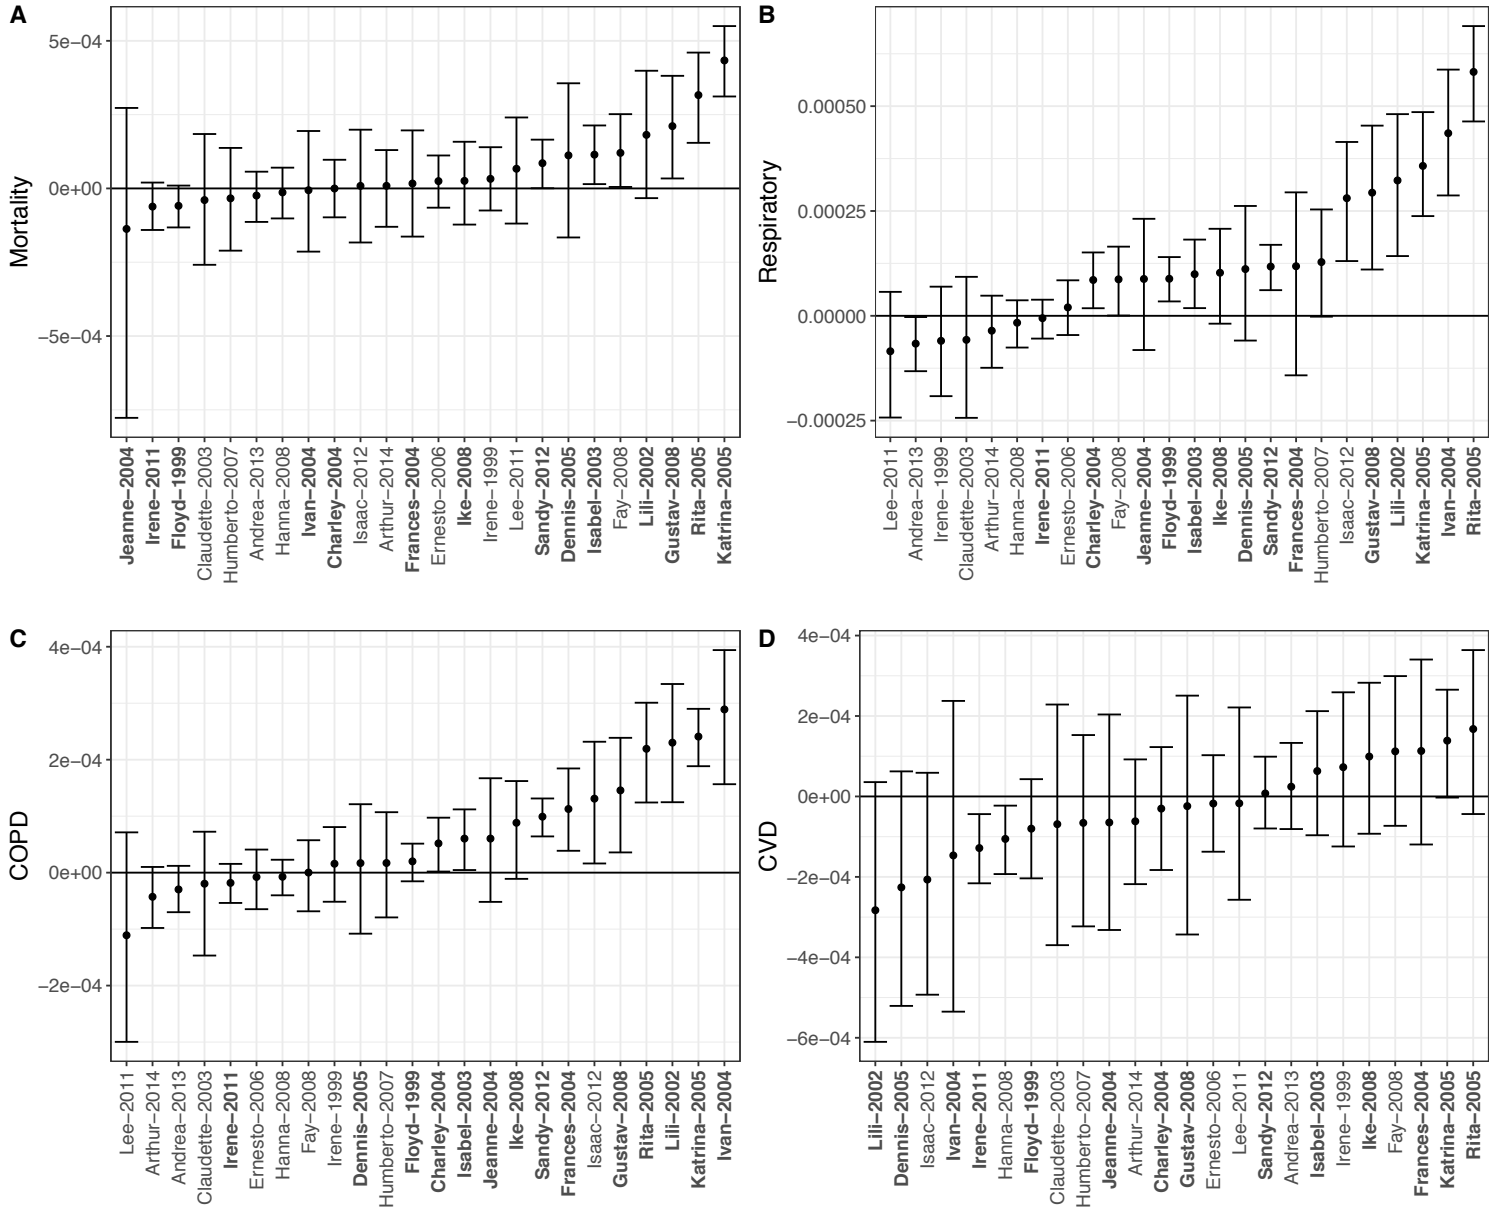 A
Mortality
5e−04
0e+00
−5e−04
Jeanne−2004
Irene−2011
Floyd−1999
Claudette−2003
Humberto−2007
Andrea−2013
Hanna−2008
Ivan−2004
Charley−2004
Isaac−2012
Arthur−2014
Frances−2004
Ernesto−2006
Ike−2008
Irene−1999
Lee−2011
Sandy−2012
Dennis−2005
Isabel−2003
Fay−2008
Lili−2002
Gustav−2008
Rita−2005
Katrina−2005
B
Respiratory
0.00050
0.00025
0.00000
−0.00025
Lee−2011
Andrea−2013
Irene−1999
Claudette−2003
Arthur−2014
Hanna−2008
Irene−2011
Ernesto−2006
Charley−2004
Fay−2008
Jeanne−2004
Floyd−1999
Isabel−2003
Ike−2008
Dennis−2005
Sandy−2012
Frances−2004
Humberto−2007
Isaac−2012
Gustav−2008
Lili−2002
Katrina−2005
Ivan−2004
Rita−2005
C
COPD
4e−04
2e−04
0e+00
−2e−04
Lee−2011
Arthur−2014
Andrea−2013
Claudette−2003
Irene−2011
Ernesto−2006
Hanna−2008
Fay−2008
Irene−1999
Dennis−2005
Humberto−2007
Floyd−1999
Charley−2004
Isabel−2003
Jeanne−2004
Ike−2008
Sandy−2012
Frances−2004
Isaac−2012
Gustav−2008
Rita−2005
Lili−2002
Katrina−2005
Ivan−2004
D
CVD
4e−04
2e−04
0e+00
−2e−04
−4e−04
−6e−04
Lili−2002
Dennis−2005
Isaac−2012
Ivan−2004
Irene−2011
Hanna−2008
Floyd−1999
Claudette−2003
Humberto−2007
Jeanne−2004
Arthur−2014
Charley−2004
Gustav−2008
Ernesto−2006
Lee−2011
Sandy−2012
Andrea−2013
Isabel−2003
Irene−1999
Ike−2008
Fay−2008
Frances−2004
Katrina−2005
Rita−2005